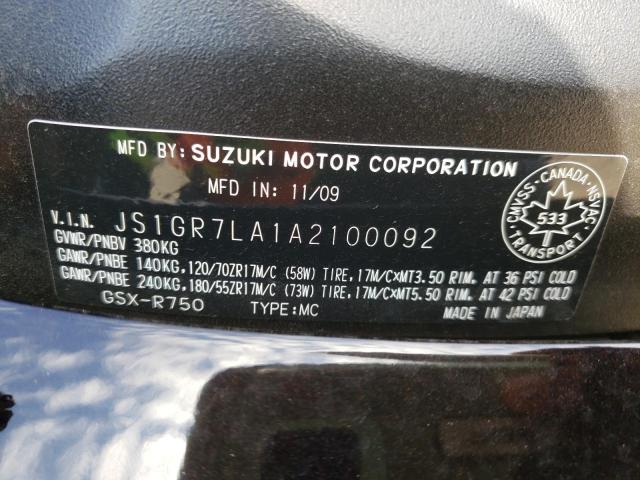 MFD BY: SUZUKI MOTOR CORPORATION
MFD IN: 11/09
V.I.N. JS1GR7LA1A2100092
GVWR/PNBV 380KG
GAWR/PNBE 140KG,120/70ZR17M/C (58W) TIRE,17M/C×MT3.50 RIM. AT 36 PSI COLD
GAWR/PNBE 240KG,180/55ZR17M/C (73W) TIRE,17M/C×MT5.50 RIM. AT 42 PSI COLD
GSX-R750 TYPE:MC MADE IN JAPAN
CMVSS · CANADA · NSVAC
533
TRANSPORT